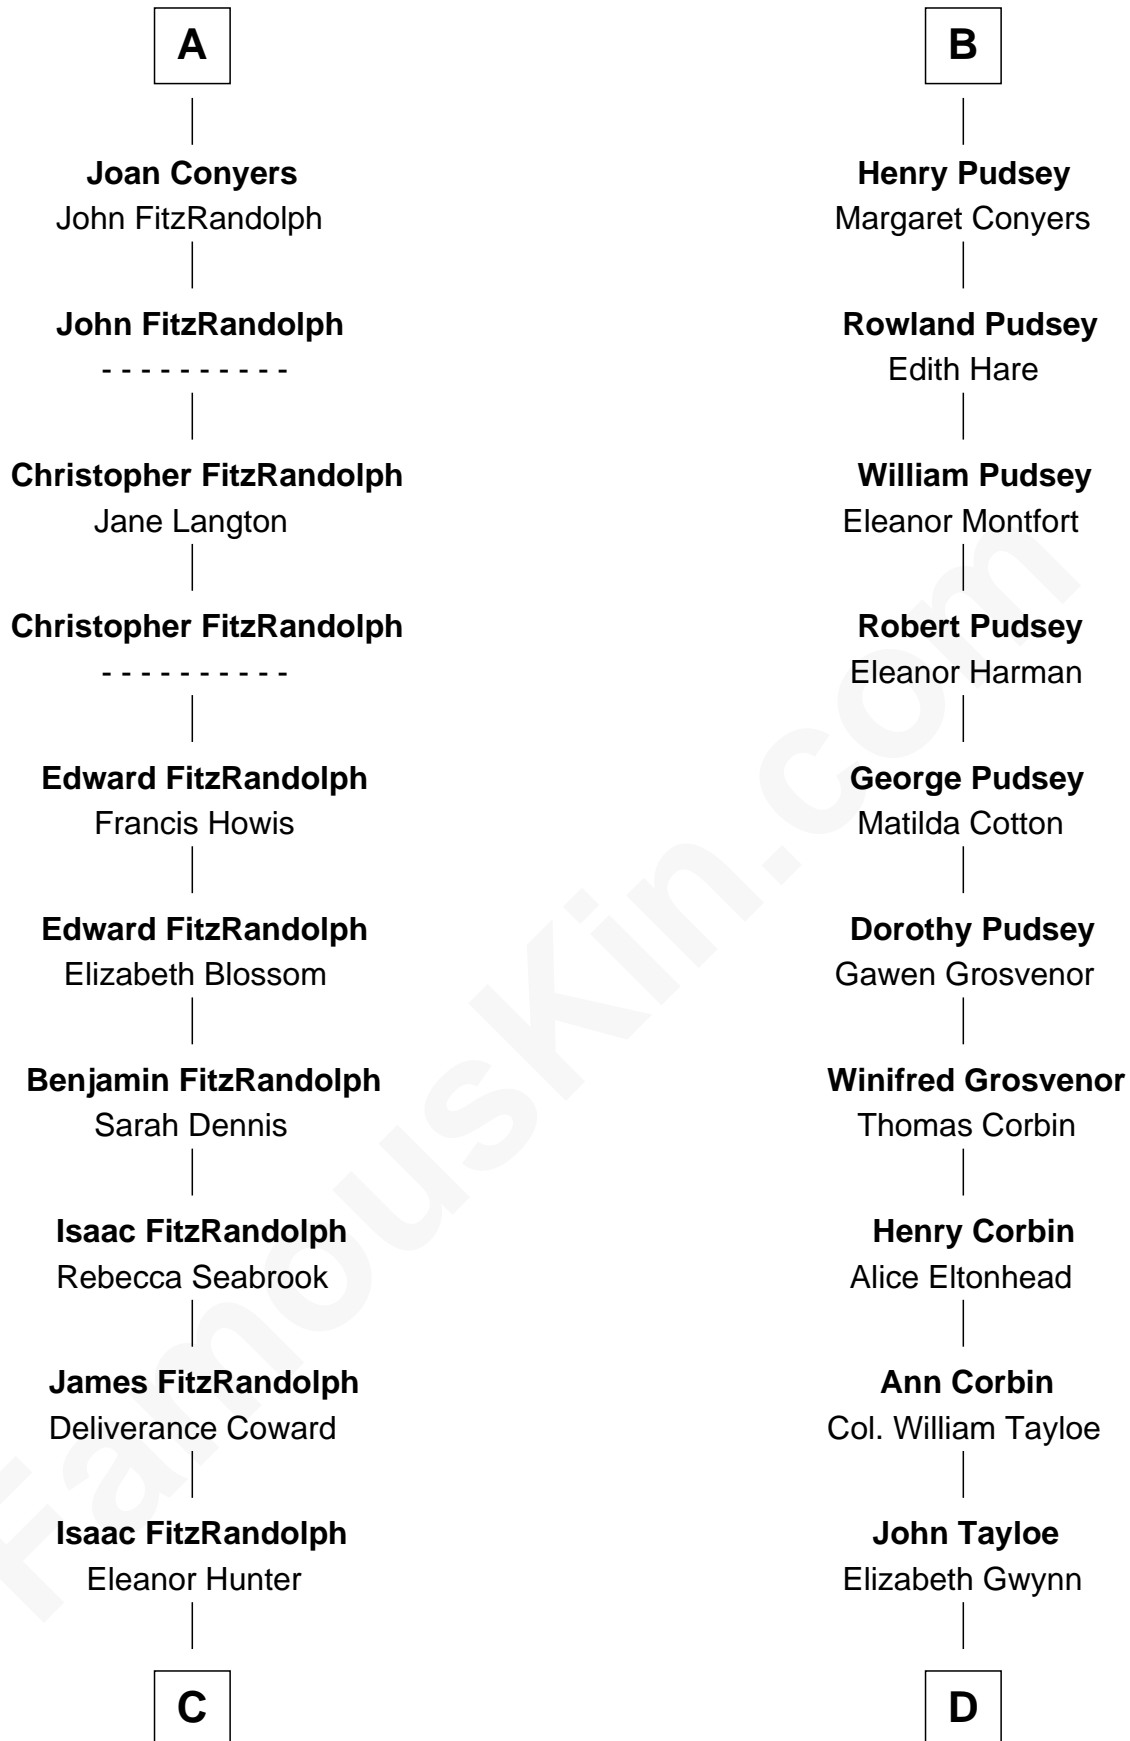 A
Joan Conyers
John FitzRandolph
John FitzRandolph
- - - - - - - - - -
Christopher FitzRandolph
Jane Langton
Christopher FitzRandolph
- - - - - - - - - -
Edward FitzRandolph
Francis Howis
Edward FitzRandolph
Elizabeth Blossom
Benjamin FitzRandolph
Sarah Dennis
Isaac FitzRandolph
Rebecca Seabrook
James FitzRandolph
Deliverance Coward
Isaac FitzRandolph
Eleanor Hunter
C
B
Henry Pudsey
Margaret Conyers
Rowland Pudsey
Edith Hare
William Pudsey
Eleanor Montfort
Robert Pudsey
Eleanor Harman
George Pudsey
Matilda Cotton
Dorothy Pudsey
Gawen Grosvenor
Winifred Grosvenor
Thomas Corbin
Henry Corbin
Alice Eltonhead
Ann Corbin
Col. William Tayloe
John Tayloe
Elizabeth Gwynn
D
FamousKin.com